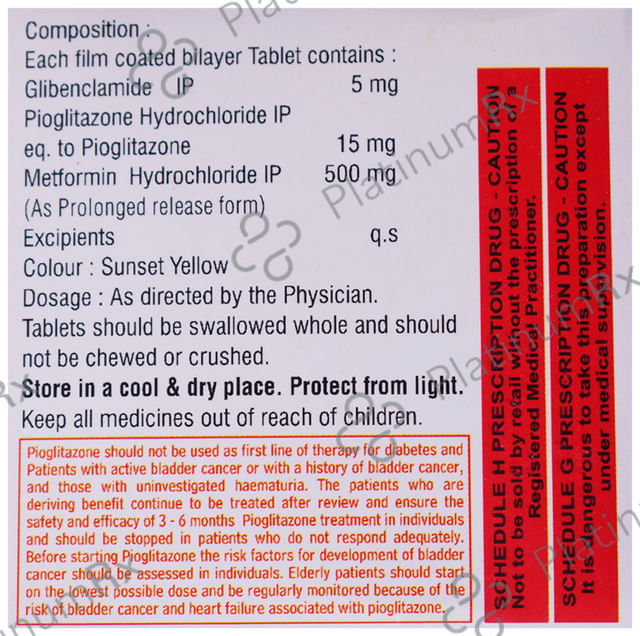 Composition :
Each film coated bilayer Tablet contains :
Glibenclamide IP 5 mg
Pioglitazone Hydrochloride IP
eq. to Pioglitazone 15 mg
Metformin Hydrochloride IP 500 mg
(As Prolonged release form)
Excipients q.s
Colour : Sunset Yellow
Dosage : As directed by the Physician.
Tablets should be swallowed whole and should
not be chewed or crushed.
Store in a cool & dry place. Protect from light.
Keep all medicines out of reach of children.
Pioglitazone should not be used as first line of therapy for diabetes and
Patients with active bladder cancer or with a history of bladder cancer,
and those with uninvestigated haematuria. The patients who are
deriving benefit continue to be treated after review and ensure the
safety and efficacy of 3 - 6 months Pioglitazone treatment in individuals
and should be stopped in patients who do not respond adequately.
Before starting Pioglitazone the risk factors for development of bladder
cancer should be assessed in individuals. Elderly patients should start
on the lowest possible dose and be regularly monitored because of the
risk of bladder cancer and heart failure associated with pioglitazone.
SCHEDULE H PRESCRIPTION DRUG - CAUTION
Not to be sold by retail without the prescription of a
Registered Medical Practitioner.
SCHEDULE G PRESCRIPTION DRUG - CAUTION
It is dangerous to take this preparation except
under medical supervision.
PlatinumRx
PlatinumRx
PlatinumRx
PlatinumRx
PlatinumRx